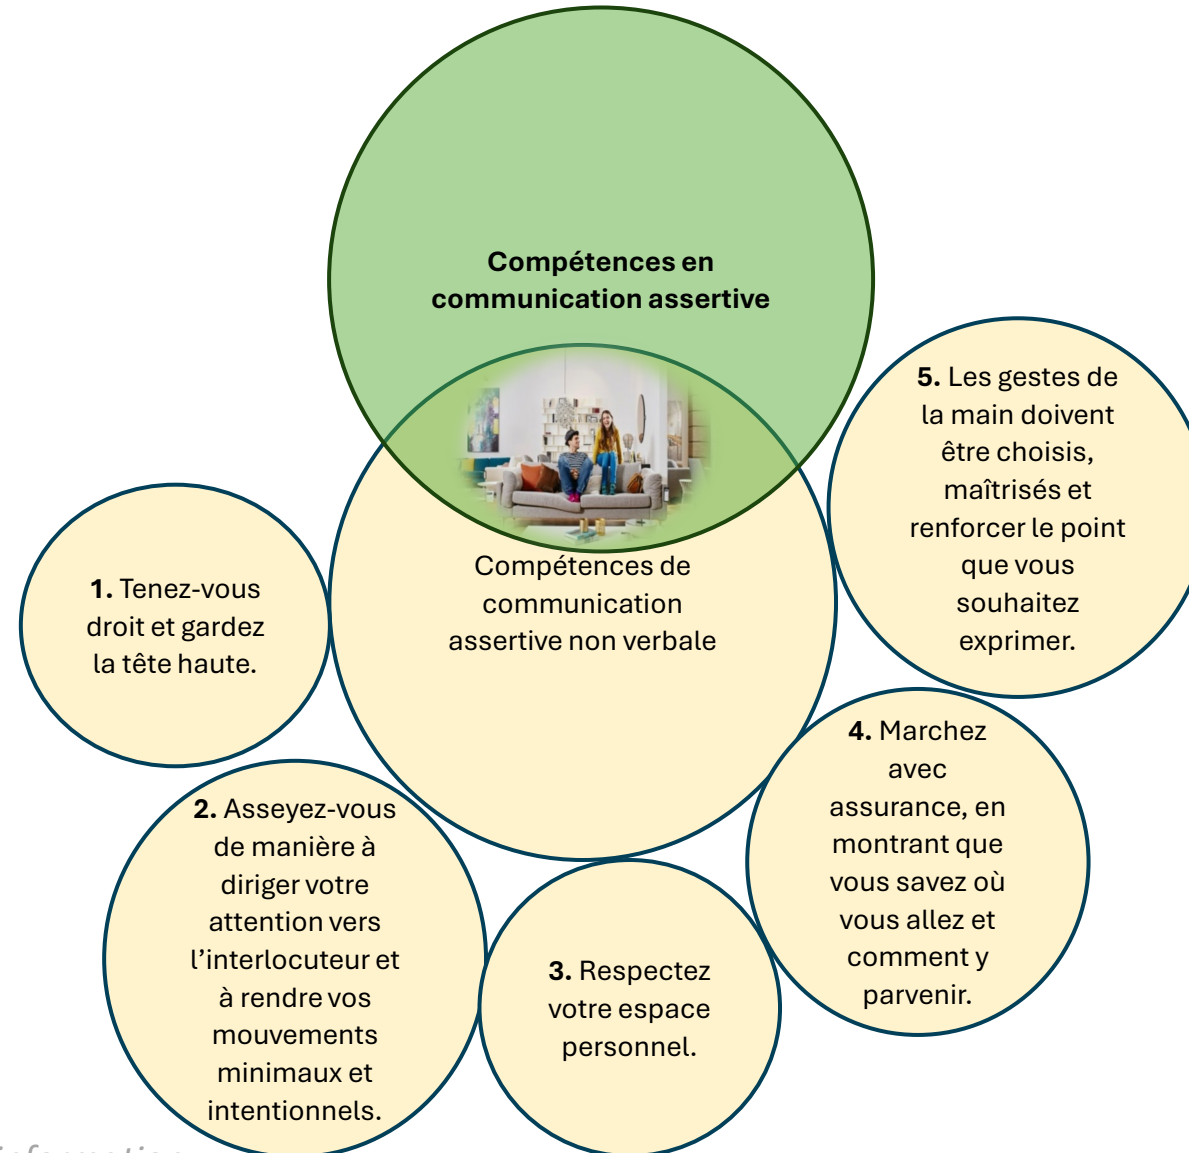 Compétences en
communication assertive
Compétences de
communication
assertive non verbale
1. Tenez-vous
droit et gardez
la tête haute.
2. Asseyez-vous
de manière à
diriger votre
attention vers
l’interlocuteur et
à rendre vos
mouvements
minimaux et
intentionnels.
3. Respectez
votre espace
personnel.
4. Marchez
avec
assurance, en
montrant que
vous savez où
vous allez et
comment y
parvenir.
5. Les gestes de
la main doivent
être choisis,
maîtrisés et
renforcer le point
que vous
souhaitez
exprimer.
information